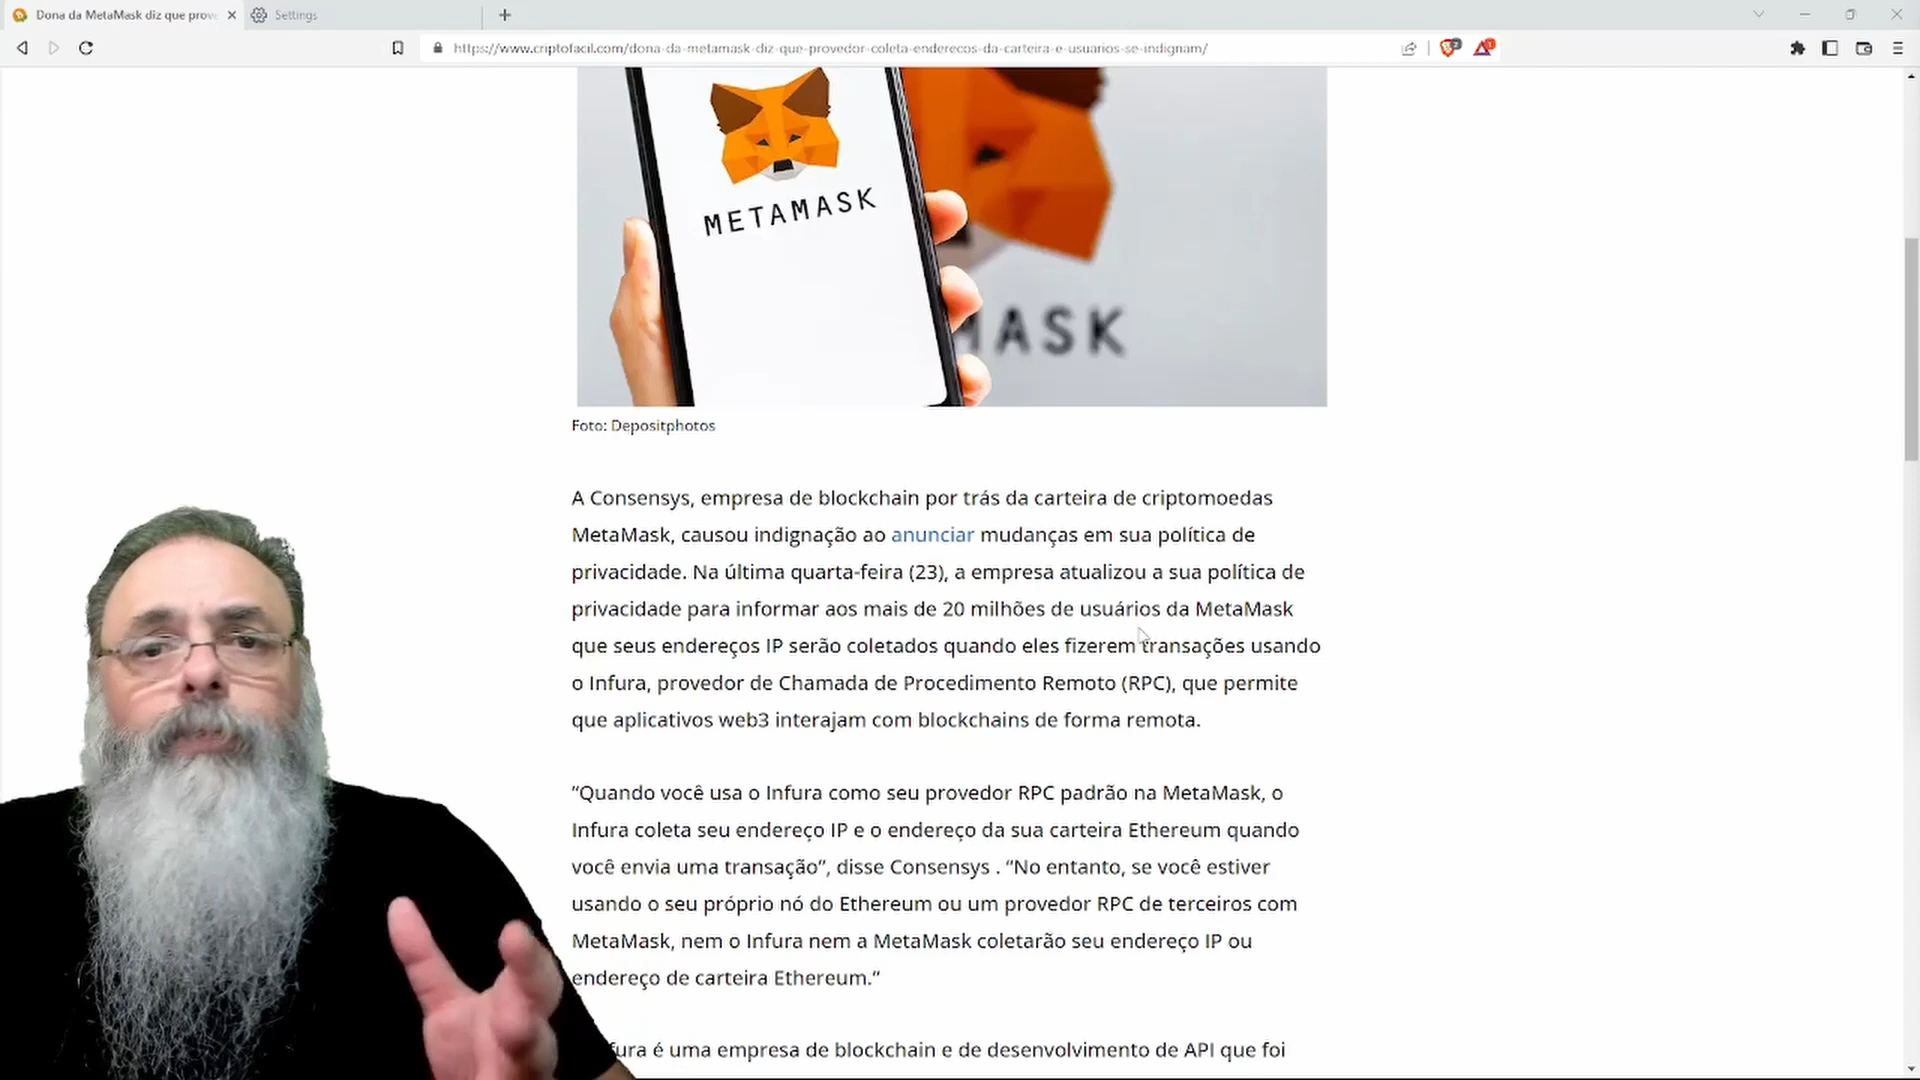 Dona da MetaMask diz que prove
Settings
https://www.criptofacil.com/dona-da-metamask-diz-que-provedor-coleta-enderecos-da-carteira-e-usuarios-se-indignam/
METAMASK
MASK
Foto: Depositphotos
A Consensys, empresa de blockchain por trás da carteira de criptomoedas
MetaMask, causou indignação ao anunciar mudanças em sua política de
privacidade. Na última quarta-feira (23), a empresa atualizou a sua política de
privacidade para informar aos mais de 20 milhões de usuários da MetaMask
que seus endereços IP serão coletados quando eles fizerem transações usando
o Infura, provedor de Chamada de Procedimento Remoto (RPC), que permite
que aplicativos web3 interajam com blockchains de forma remota.
“Quando você usa o Infura como seu provedor RPC padrão na MetaMask, o
Infura coleta seu endereço IP e o endereço da sua carteira Ethereum quando
você envia uma transação”, disse Consensys . “No entanto, se você estiver
usando o seu próprio nó do Ethereum ou um provedor RPC de terceiros com
MetaMask, nem o Infura nem a MetaMask coletarão seu endereço IP ou
endereço de carteira Ethereum.”
fura é uma empresa de blockchain e de desenvolvimento de API que foi